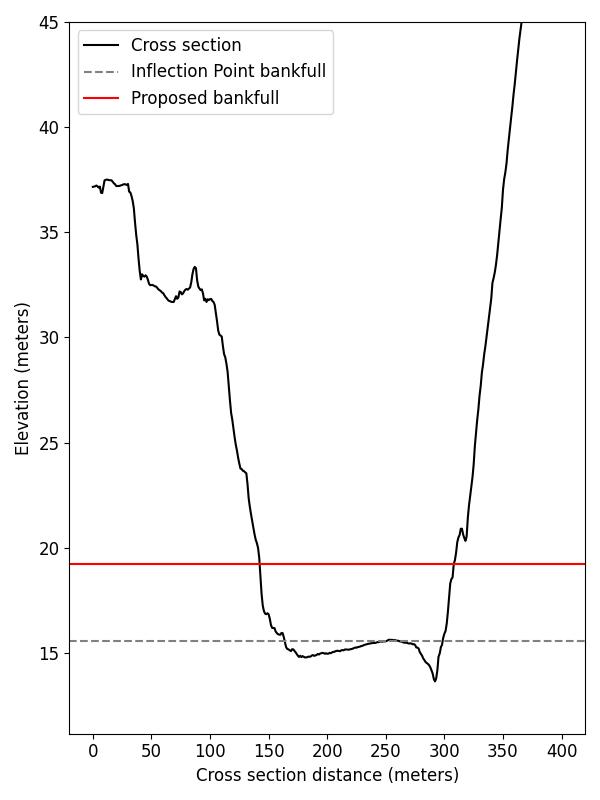 Cross section
Inflection Point bankfull
Proposed bankfull
45
40
35
30
25
20
15
Elevation (meters)
0 50 100 150 200 250 300 350 400
Cross section distance (meters)